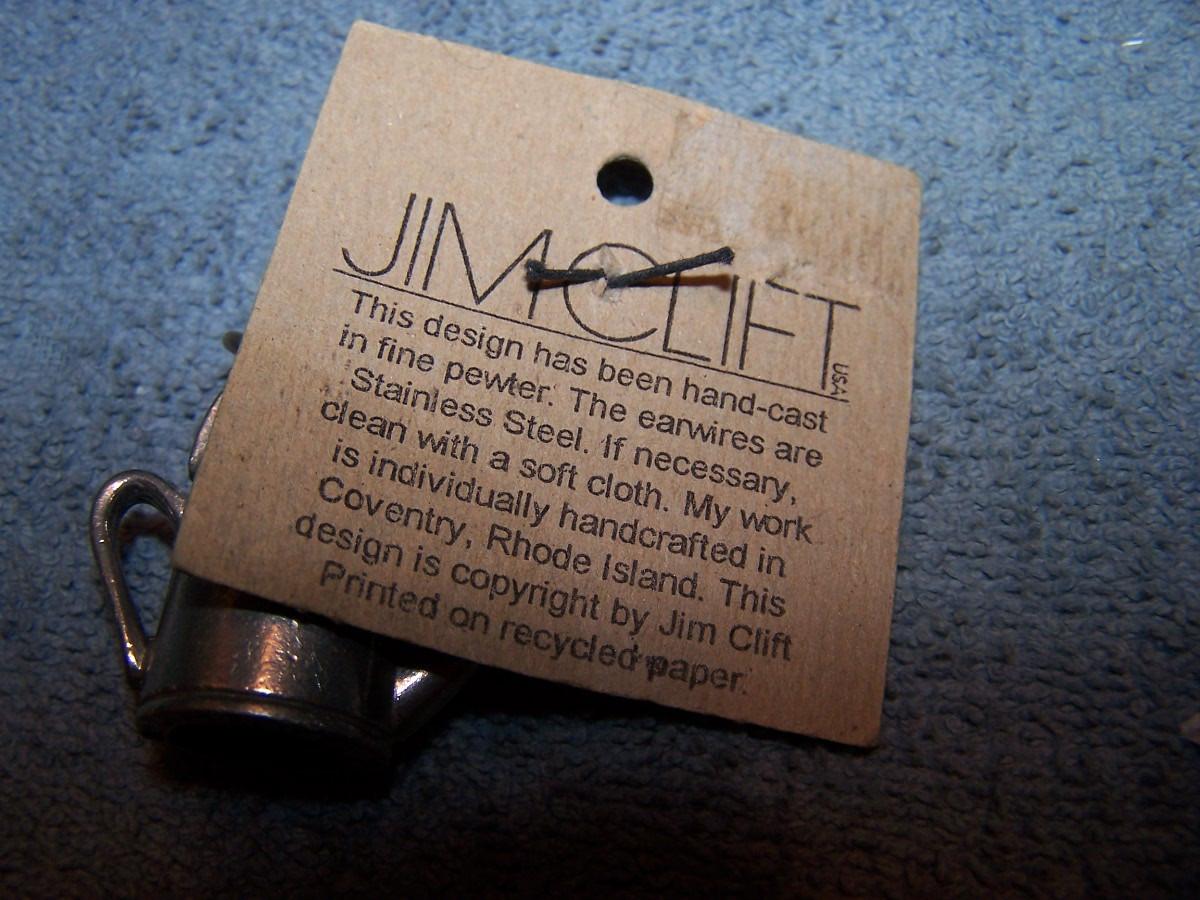 JIM CLIFT USA
This design has been hand-cast
in fine pewter. The earwires are
Stainless Steel. If necessary,
clean with a soft cloth. My work
is individually handcrafted in
Coventry, Rhode Island. This
design is copyright by Jim Clift
Printed on recycled paper.